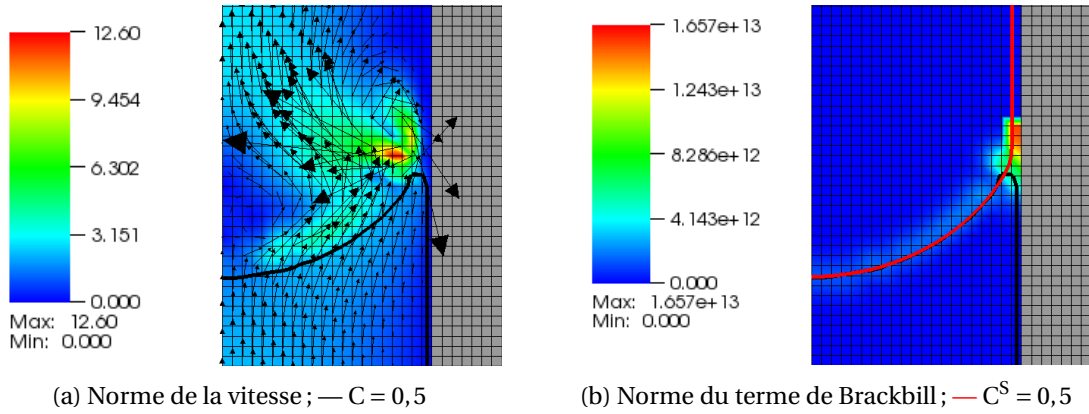 12.60
9.454
6.302
3.151
0.000
Max: 12.60
Min: 0.000
1.657e+13
1.243e+13
8.286e+12
4.143e+12
0.000
Max: 1.657e+13
Min: 0.000
(a) Norme de la vitesse ; — C = 0,5
(b) Norme du terme de Brackbill ; — Cˢ = 0,5